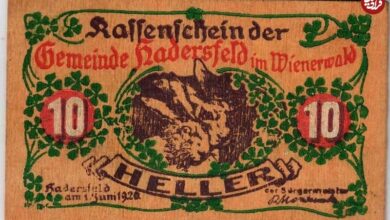 Kassenschein der
Gemeinde Hadersfeld im Wienerwald
10 10
HELLER
Hadersfeld
am 1. Juni 1920
der Bürgermeister